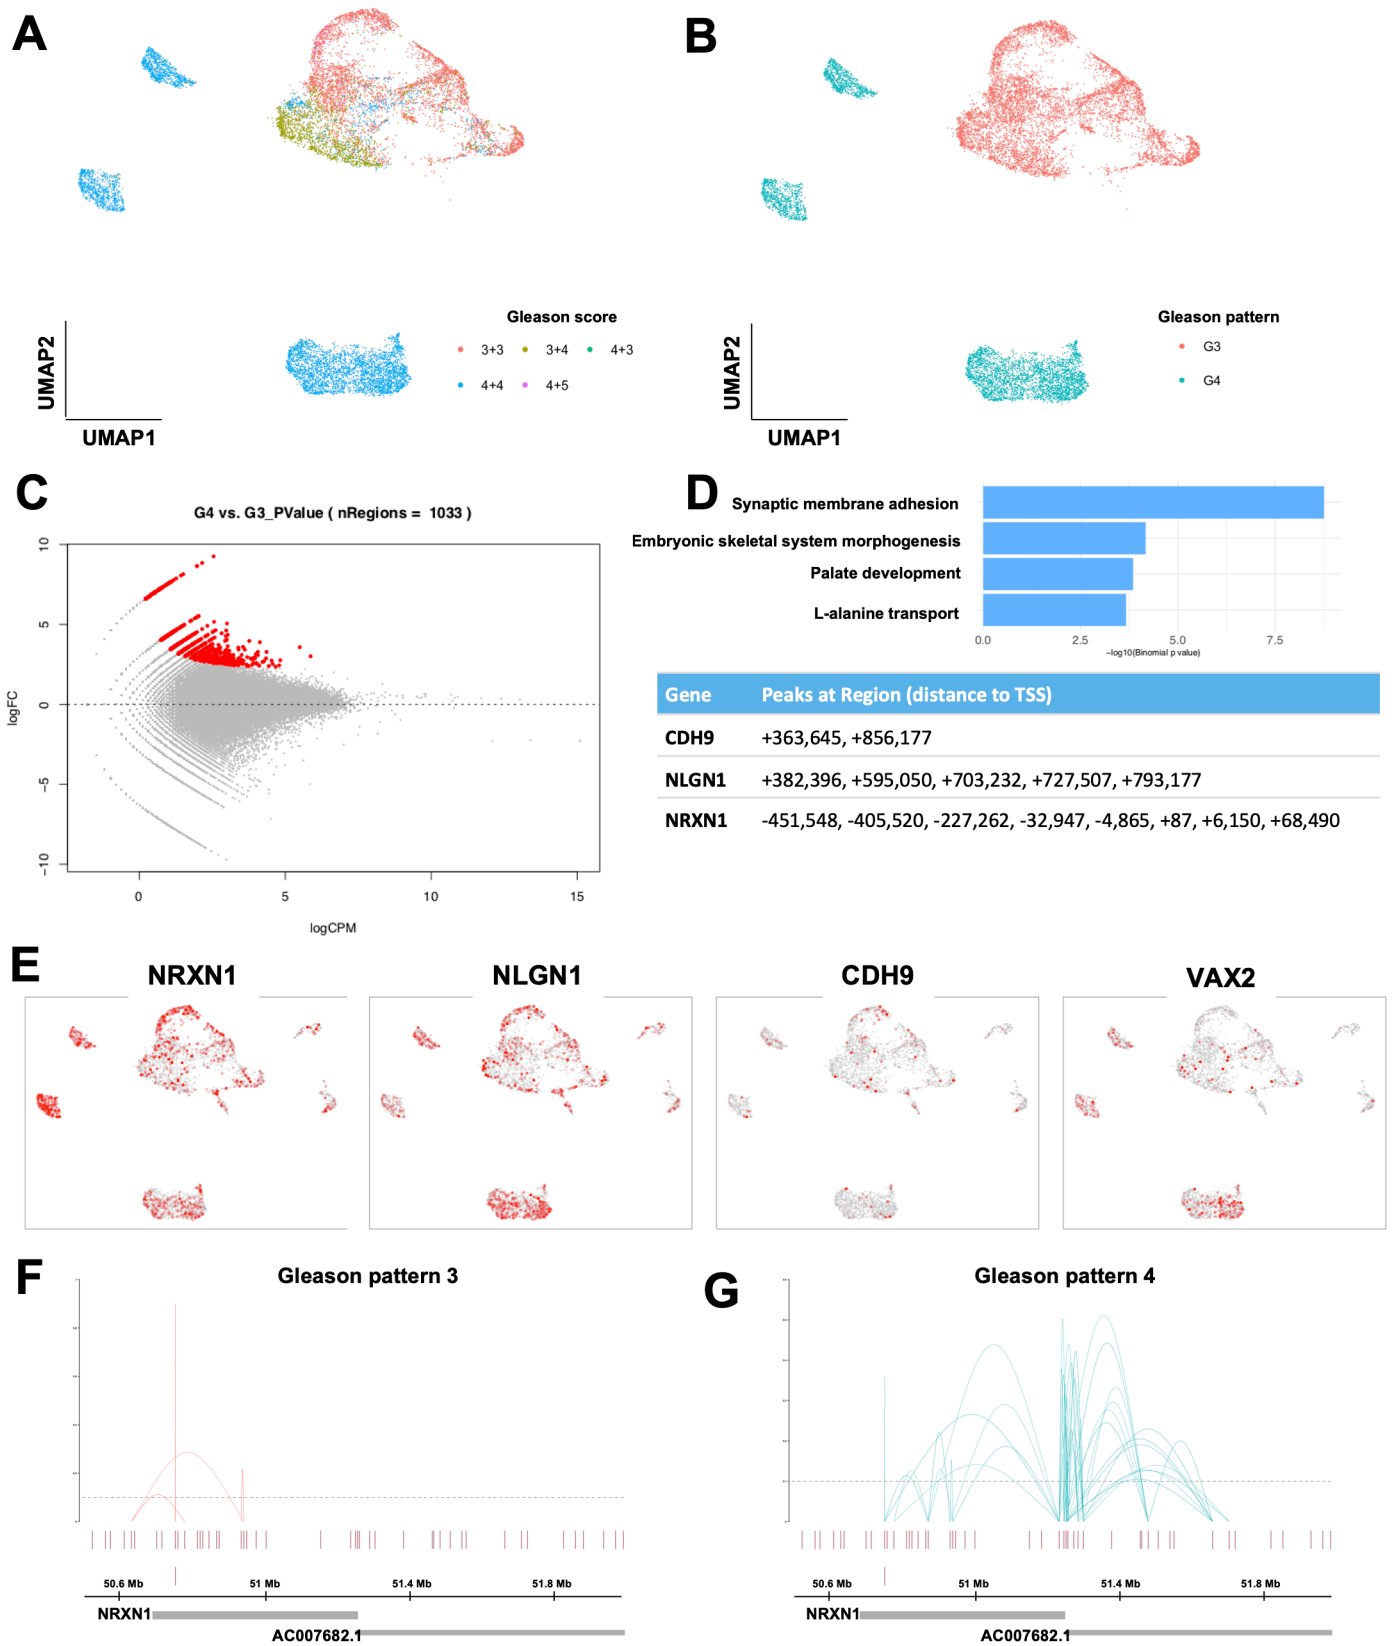 A
B
Gleason score
3+3
3+4
4+3
4+4
4+5
UMAP2
UMAP1
Gleason pattern
G3
G4
UMAP2
UMAP1
C
G4 vs. G3_PValue ( nRegions = 1033 )
10
5
0
−5
−10
logFC
0
5
10
15
logCPM
D
Synaptic membrane adhesion
Embryonic skeletal system morphogenesis
Palate development
L-alanine transport
0.0
2.5
5.0
7.5
−log10(Binomial p value)
Gene Peaks at Region (distance to TSS)
CDH9 +363,645, +856,177
NLGN1 +382,396, +595,050, +703,232, +727,507, +793,177
NRXN1 -451,548, -405,520, -227,262, -32,947, -4,865, +87, +6,150, +68,490
E
NRXN1
NLGN1
CDH9
VAX2
F
Gleason pattern 3
50.6 Mb
51 Mb
51.4 Mb
51.8 Mb
NRXN1
AC007682.1
G
Gleason pattern 4
50.6 Mb
51 Mb
51.4 Mb
51.8 Mb
NRXN1
AC007682.1